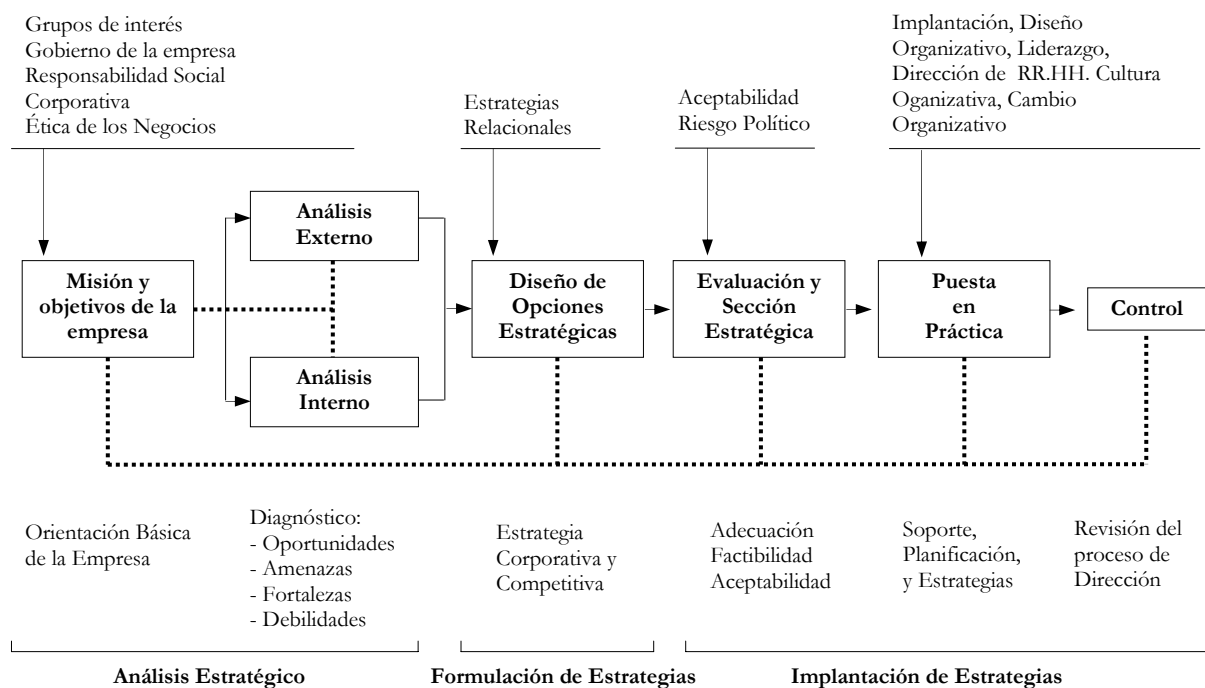 Grupos de interés
Gobierno de la empresa
Responsabilidad Social
Corporativa
Ética de los Negocios
Estrategias
Relacionales
Aceptabilidad
Riesgo Político
Implantación, Diseño
Organizativo, Liderazgo,
Dirección de RR.HH. Cultura
Oganizativa, Cambio
Organizativo
Misión y
objetivos de la
empresa
Análisis
Externo
Análisis
Interno
Diseño de
Opciones
Estratégicas
Evaluación y
Sección
Estratégica
Puesta
en
Práctica
Control
Orientación Básica
de la Empresa
Diagnóstico:
- Oportunidades
- Amenazas
- Fortalezas
- Debilidades
Estrategia
Corporativa y
Competitiva
Adecuación
Factibilidad
Aceptabilidad
Soporte,
Planificación,
y Estrategias
Revisión del
proceso de
Dirección
Análisis Estratégico
Formulación de Estrategias
Implantación de Estrategias